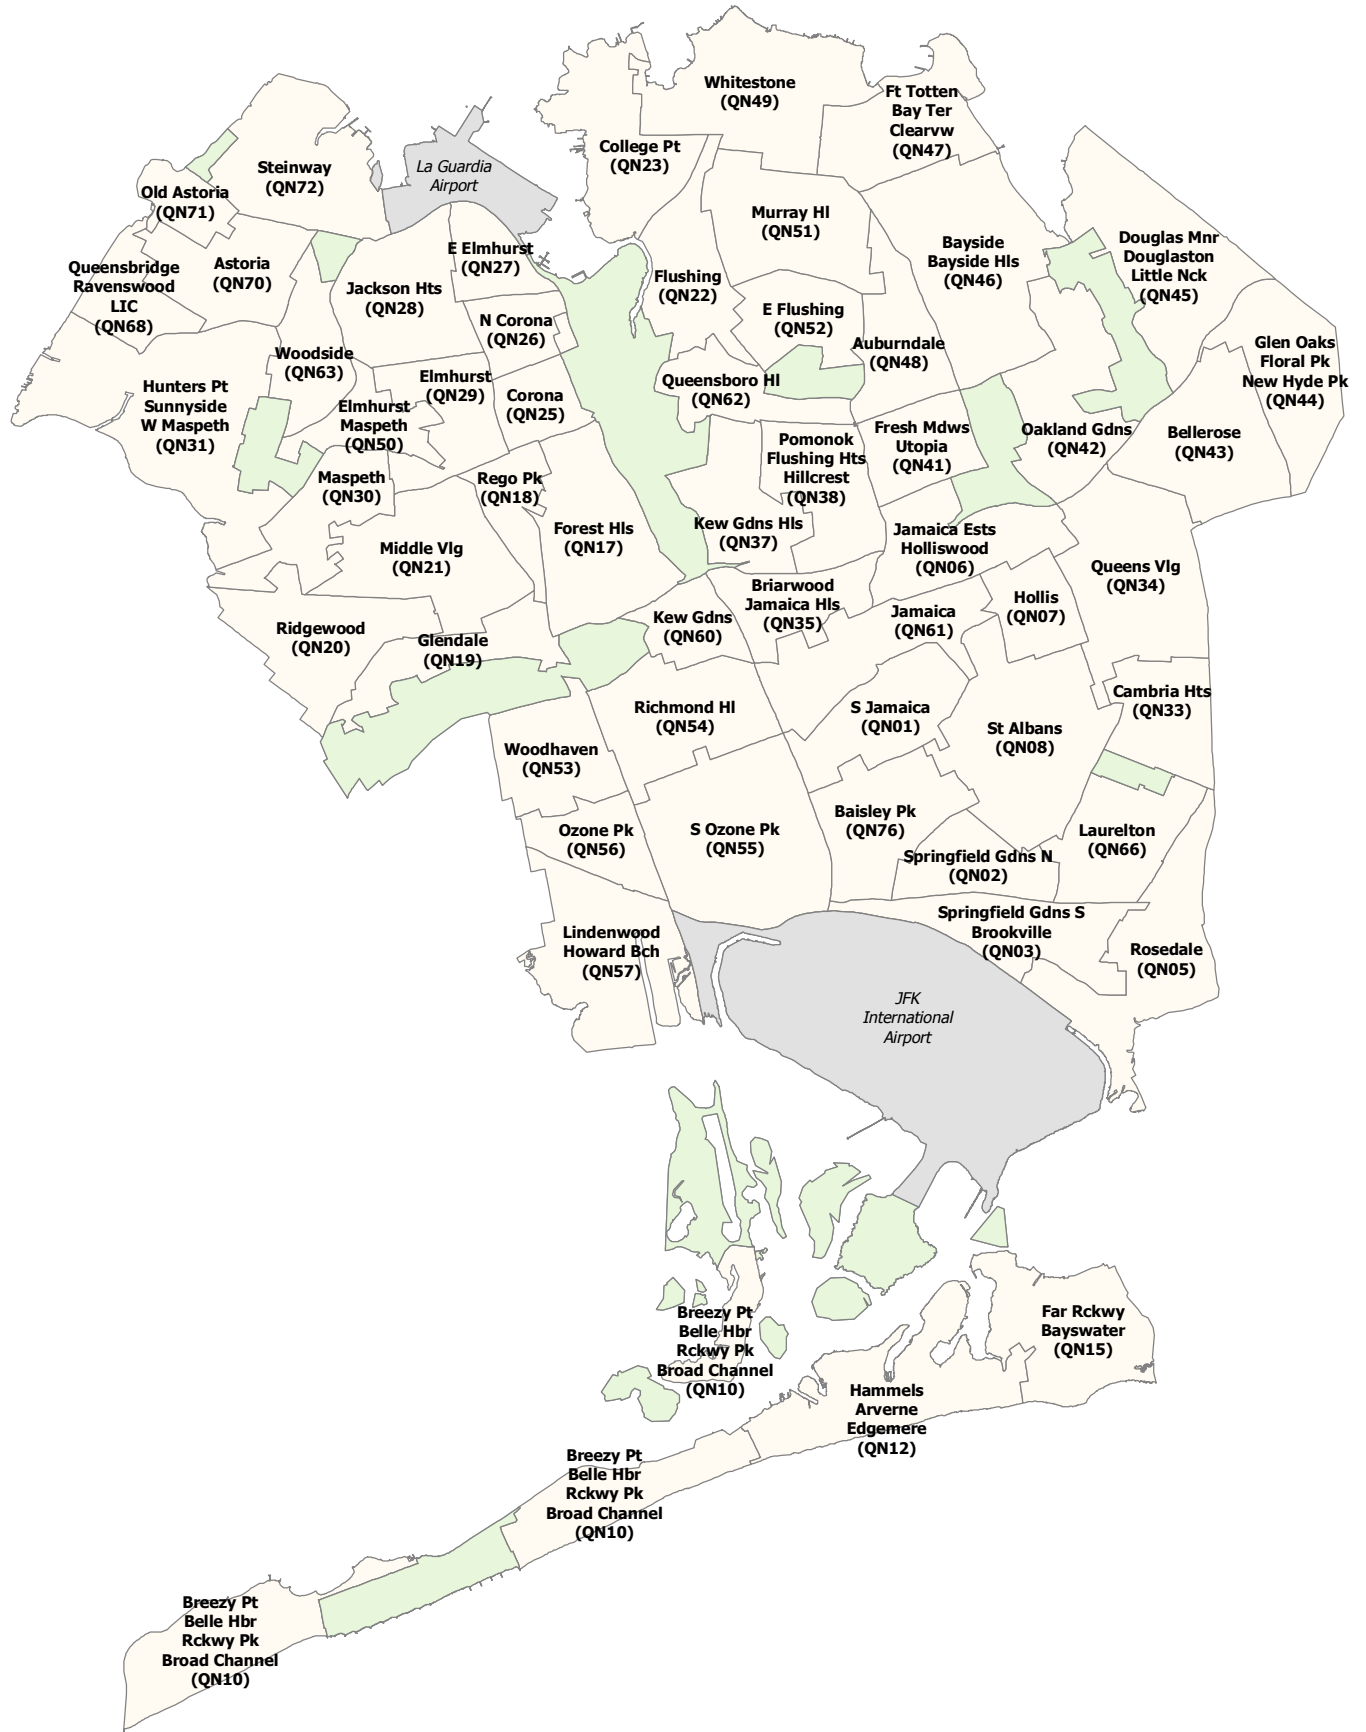 Whitestone
(QN49)
Ft Totten
Bay Ter
Clearvw
(QN47)
College Pt
(QN23)
Steinway
(QN72)
La Guardia
Airport
Old Astoria
(QN71)
Murray Hl
(QN51)
Bayside
Bayside Hls
(QN46)
Douglas Mnr
Douglaston
Little Nck
(QN45)
E Elmhurst
(QN27)
Queensbridge
Ravenswood
LIC
(QN68)
Astoria
(QN70)
Flushing
(QN22)
Jackson Hts
(QN28)
E Flushing
(QN52)
N Corona
(QN26)
Auburndale
(QN48)
Glen Oaks
Floral Pk
New Hyde Pk
(QN44)
Woodside
(QN63)
Hunters Pt
Sunnyside
W Maspeth
(QN31)
Elmhurst
(QN29)
Queensboro Hl
(QN62)
Corona
(QN25)
Elmhurst
Maspeth
(QN50)
Fresh Mdws
Utopia
(QN41)
Oakland Gdns
(QN42)
Bellerose
(QN43)
Pomonok
Flushing Hts
Hillcrest
(QN38)
Maspeth
(QN30)
Rego Pk
(QN18)
Forest Hls
(QN17)
Kew Gdns Hls
(QN37)
Jamaica Ests
Holliswood
(QN06)
Middle Vlg
(QN21)
Queens Vlg
(QN34)
Briarwood
Jamaica Hls
(QN35)
Hollis
(QN07)
Jamaica
(QN61)
Kew Gdns
(QN60)
Ridgewood
(QN20)
Glendale
(QN19)
Cambria Hts
(QN33)
Richmond Hl
(QN54)
S Jamaica
(QN01)
St Albans
(QN08)
Woodhaven
(QN53)
Baisley Pk
(QN76)
Ozone Pk
(QN56)
S Ozone Pk
(QN55)
Laurelton
(QN66)
Springfield Gdns N
(QN02)
Springfield Gdns S
Brookville
(QN03)
Lindenwood
Howard Bch
(QN57)
Rosedale
(QN05)
JFK
International
Airport
Breezy Pt
Belle Hbr
Rckwy Pk
Broad Channel
(QN10)
Far Rckwy
Bayswater
(QN15)
Hammels
Arverne
Edgemere
(QN12)
Breezy Pt
Belle Hbr
Rckwy Pk
Broad Channel
(QN10)
Breezy Pt
Belle Hbr
Rckwy Pk
Broad Channel
(QN10)